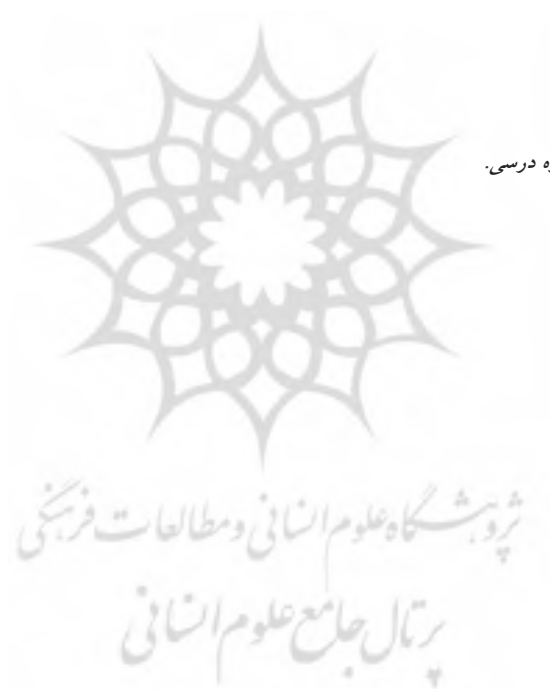 درسی.
پژوهشگاه علوم انسانی و مطالعات فرهنگی
پرتال جامع علوم انسانی